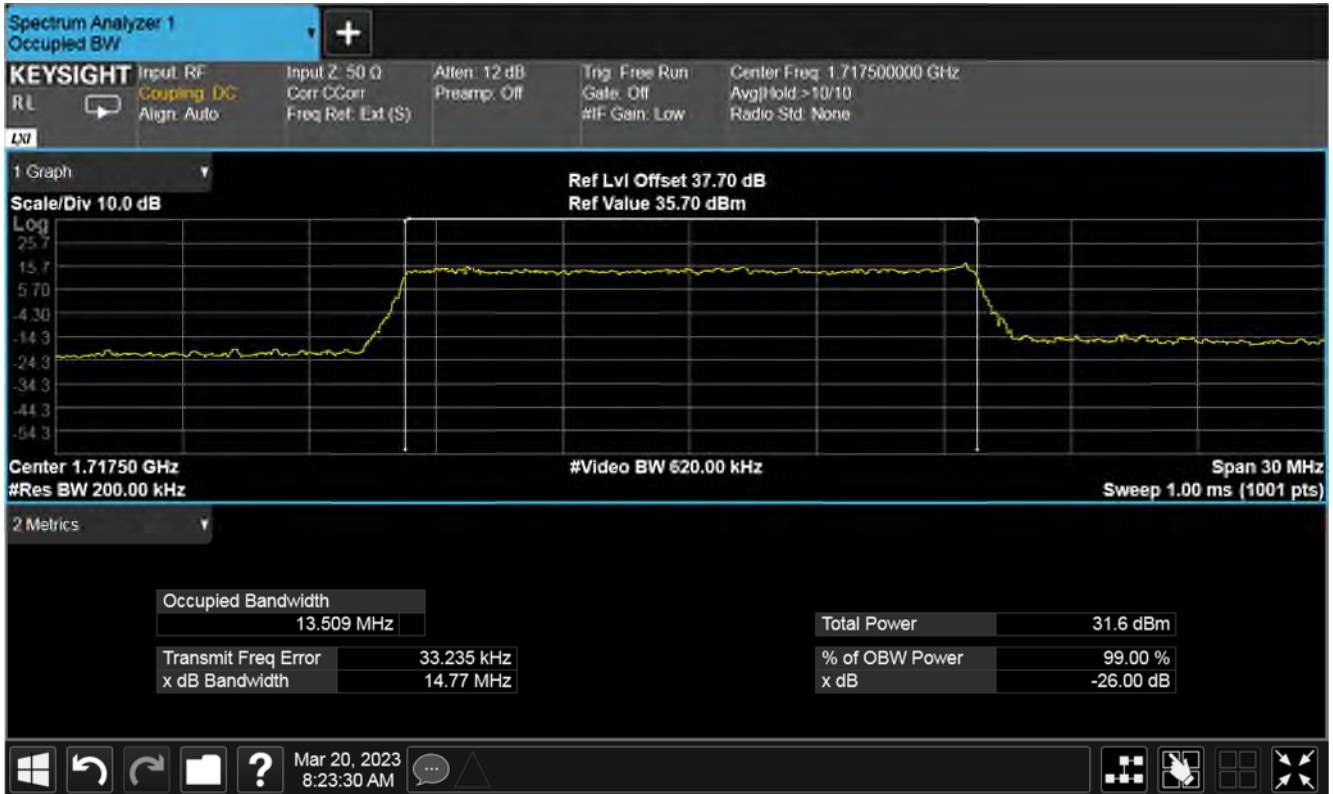 Spectrum Analyzer 1
Occupied BW
+
KEYSIGHT Input: RF Input Z: 50 Ω Atten: 12 dB Trig: Free Run Center Freq: 1.717500000 GHz
RL Coupling: DC Corr CCorr Preamp: Off Gate: Off Avg|Hold:>10/10
Align: Auto Freq Ref: Ext (S) #IF Gain: Low Radio Std: None
LXI
1 Graph
Ref Lvl Offset 37.70 dB
Scale/Div 10.0 dB Ref Value 35.70 dBm
Log
25.7
15.7
5.70
-4.30
-14.3
-24.3
-34.3
-44.3
-54.3
Center 1.71750 GHz #Video BW 620.00 kHz Span 30 MHz
#Res BW 200.00 kHz Sweep 1.00 ms (1001 pts)
2 Metrics
Occupied Bandwidth
13.509 MHz Total Power 31.6 dBm
Transmit Freq Error 33.235 kHz % of OBW Power 99.00 %
x dB Bandwidth 14.77 MHz x dB -26.00 dB
? Mar 20, 2023
8:23:30 AM